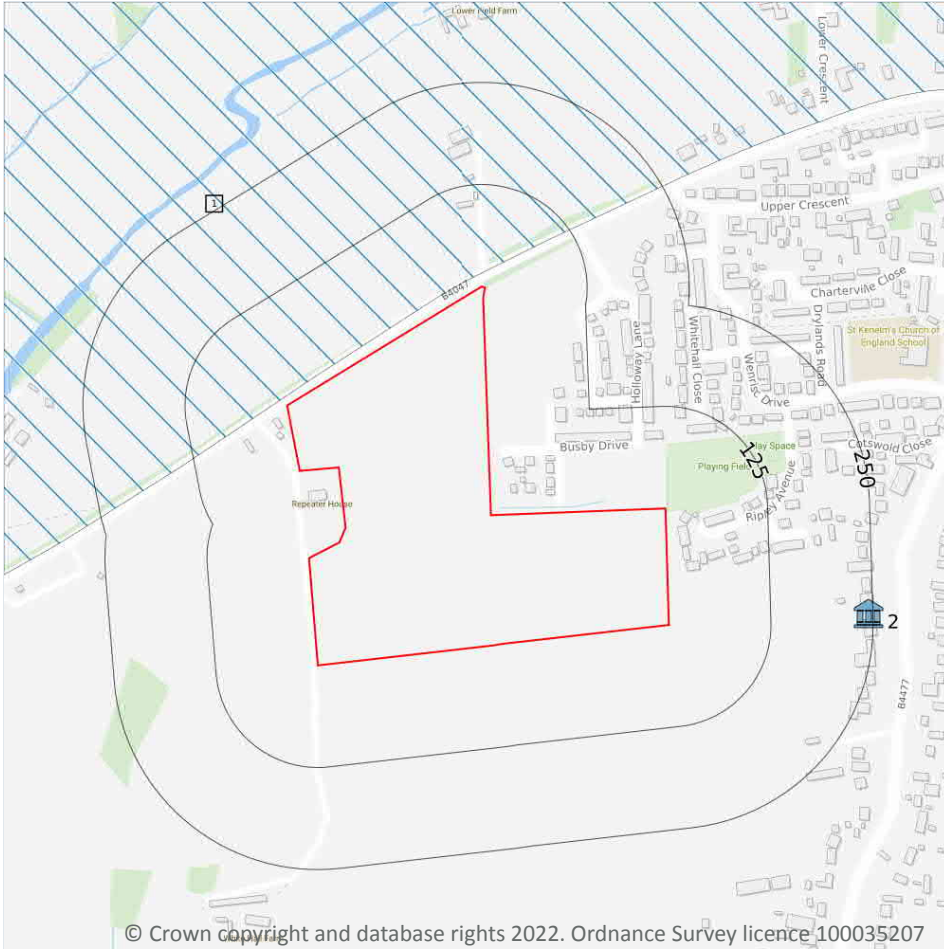 Lower Field Farm
Lower Crescent
1
Upper Crescent
B4047
Charterville Close
Holloway Lane
Whitehall Close
Drylands Road
St Kenelm's Church of
England School
Wenrisc Drive
Busby Drive
Cotswold Close
Play Space
Playing Field
125
250
Ripley Avenue
Repeater House
2
B4477
© Crown copyright and database rights 2022. Ordnance Survey licence 100035207